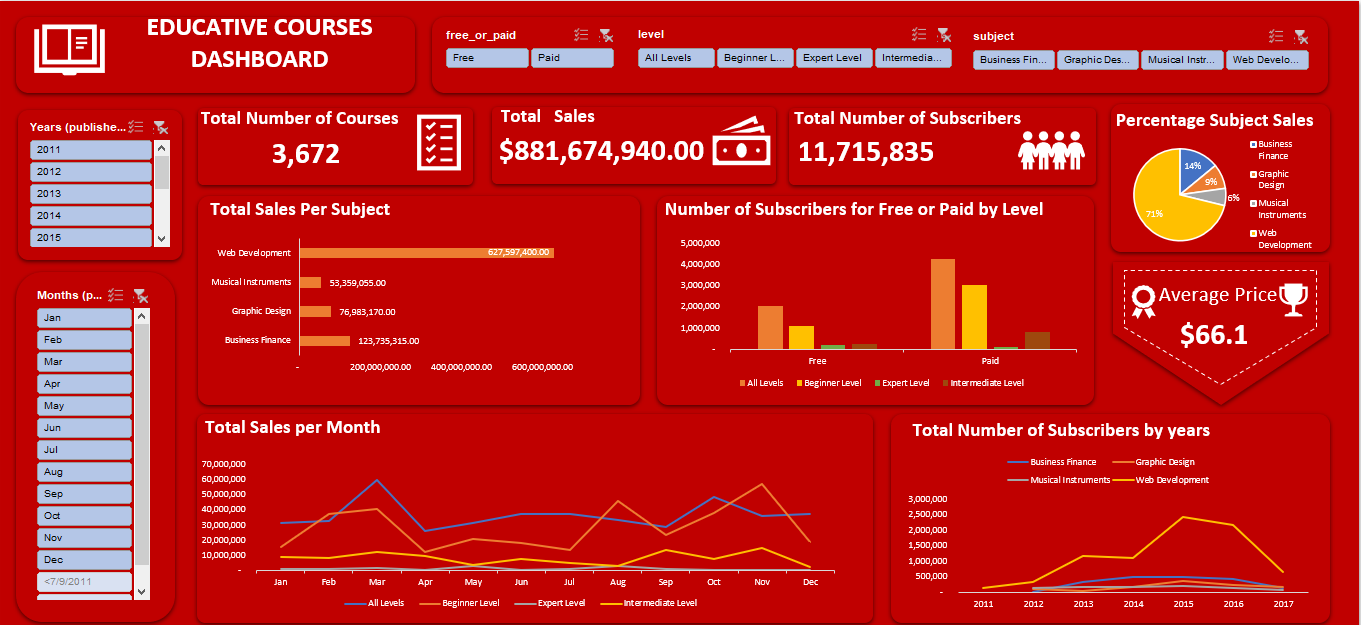 EDUCATIVE COURSES
DASHBOARD
free_or_paid
Free
Paid
level
All Levels
Beginner L...
Expert Level
Intermedia...
subject
Business Fin...
Graphic Des...
Musical Instr...
Web Develo...
Years (publishe...
2011
2012
2013
2014
2015
Months (p...
Jan
Feb
Mar
Apr
May
Jun
Jul
Aug
Sep
Oct
Nov
Dec
<7/9/2011
Total Number of Courses
3,672
Total Sales
$881,674,940.00
Total Number of Subscribers
11,715,835
Percentage Subject Sales
14%
9%
6%
71%
Business
Finance
Graphic
Design
Musical
Instruments
Web
Development
Total Sales Per Subject
Web Development
627,597,400.00
Musical Instruments
53,359,055.00
Graphic Design
76,983,170.00
Business Finance
123,735,315.00
-
200,000,000.00
400,000,000.00
600,000,000.00
Number of Subscribers for Free or Paid by Level
5,000,000
4,000,000
3,000,000
2,000,000
1,000,000
-
Free
Paid
All Levels
Beginner Level
Expert Level
Intermediate Level
Average Price
$66.1
Total Sales per Month
70,000,000
60,000,000
50,000,000
40,000,000
30,000,000
20,000,000
10,000,000
-
Jan
Feb
Mar
Apr
May
Jun
Jul
Aug
Sep
Oct
Nov
Dec
All Levels
Beginner Level
Expert Level
Intermediate Level
Total Number of Subscribers by years
Business Finance
Graphic Design
Musical Instruments
Web Development
3,000,000
2,500,000
2,000,000
1,500,000
1,000,000
500,000
-
2011
2012
2013
2014
2015
2016
2017